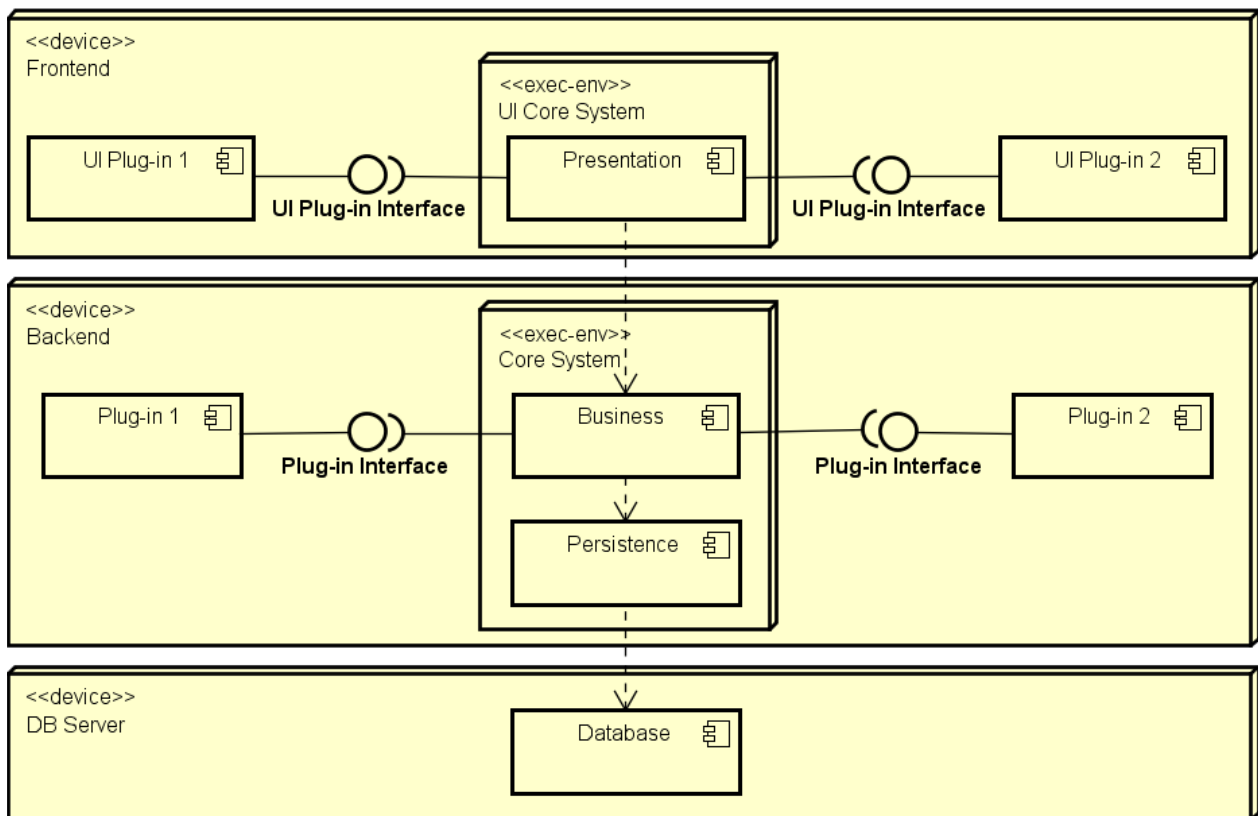 <<device>>
Frontend
<<exec-env>>
UI Core System
UI Plug-in 1
Presentation
UI Plug-in 2
UI Plug-in Interface
UI Plug-in Interface
<<device>>
Backend
<<exec-env>>
Core System
Plug-in 1
Business
Plug-in 2
Plug-in Interface
Plug-in Interface
Persistence
<<device>>
DB Server
Database